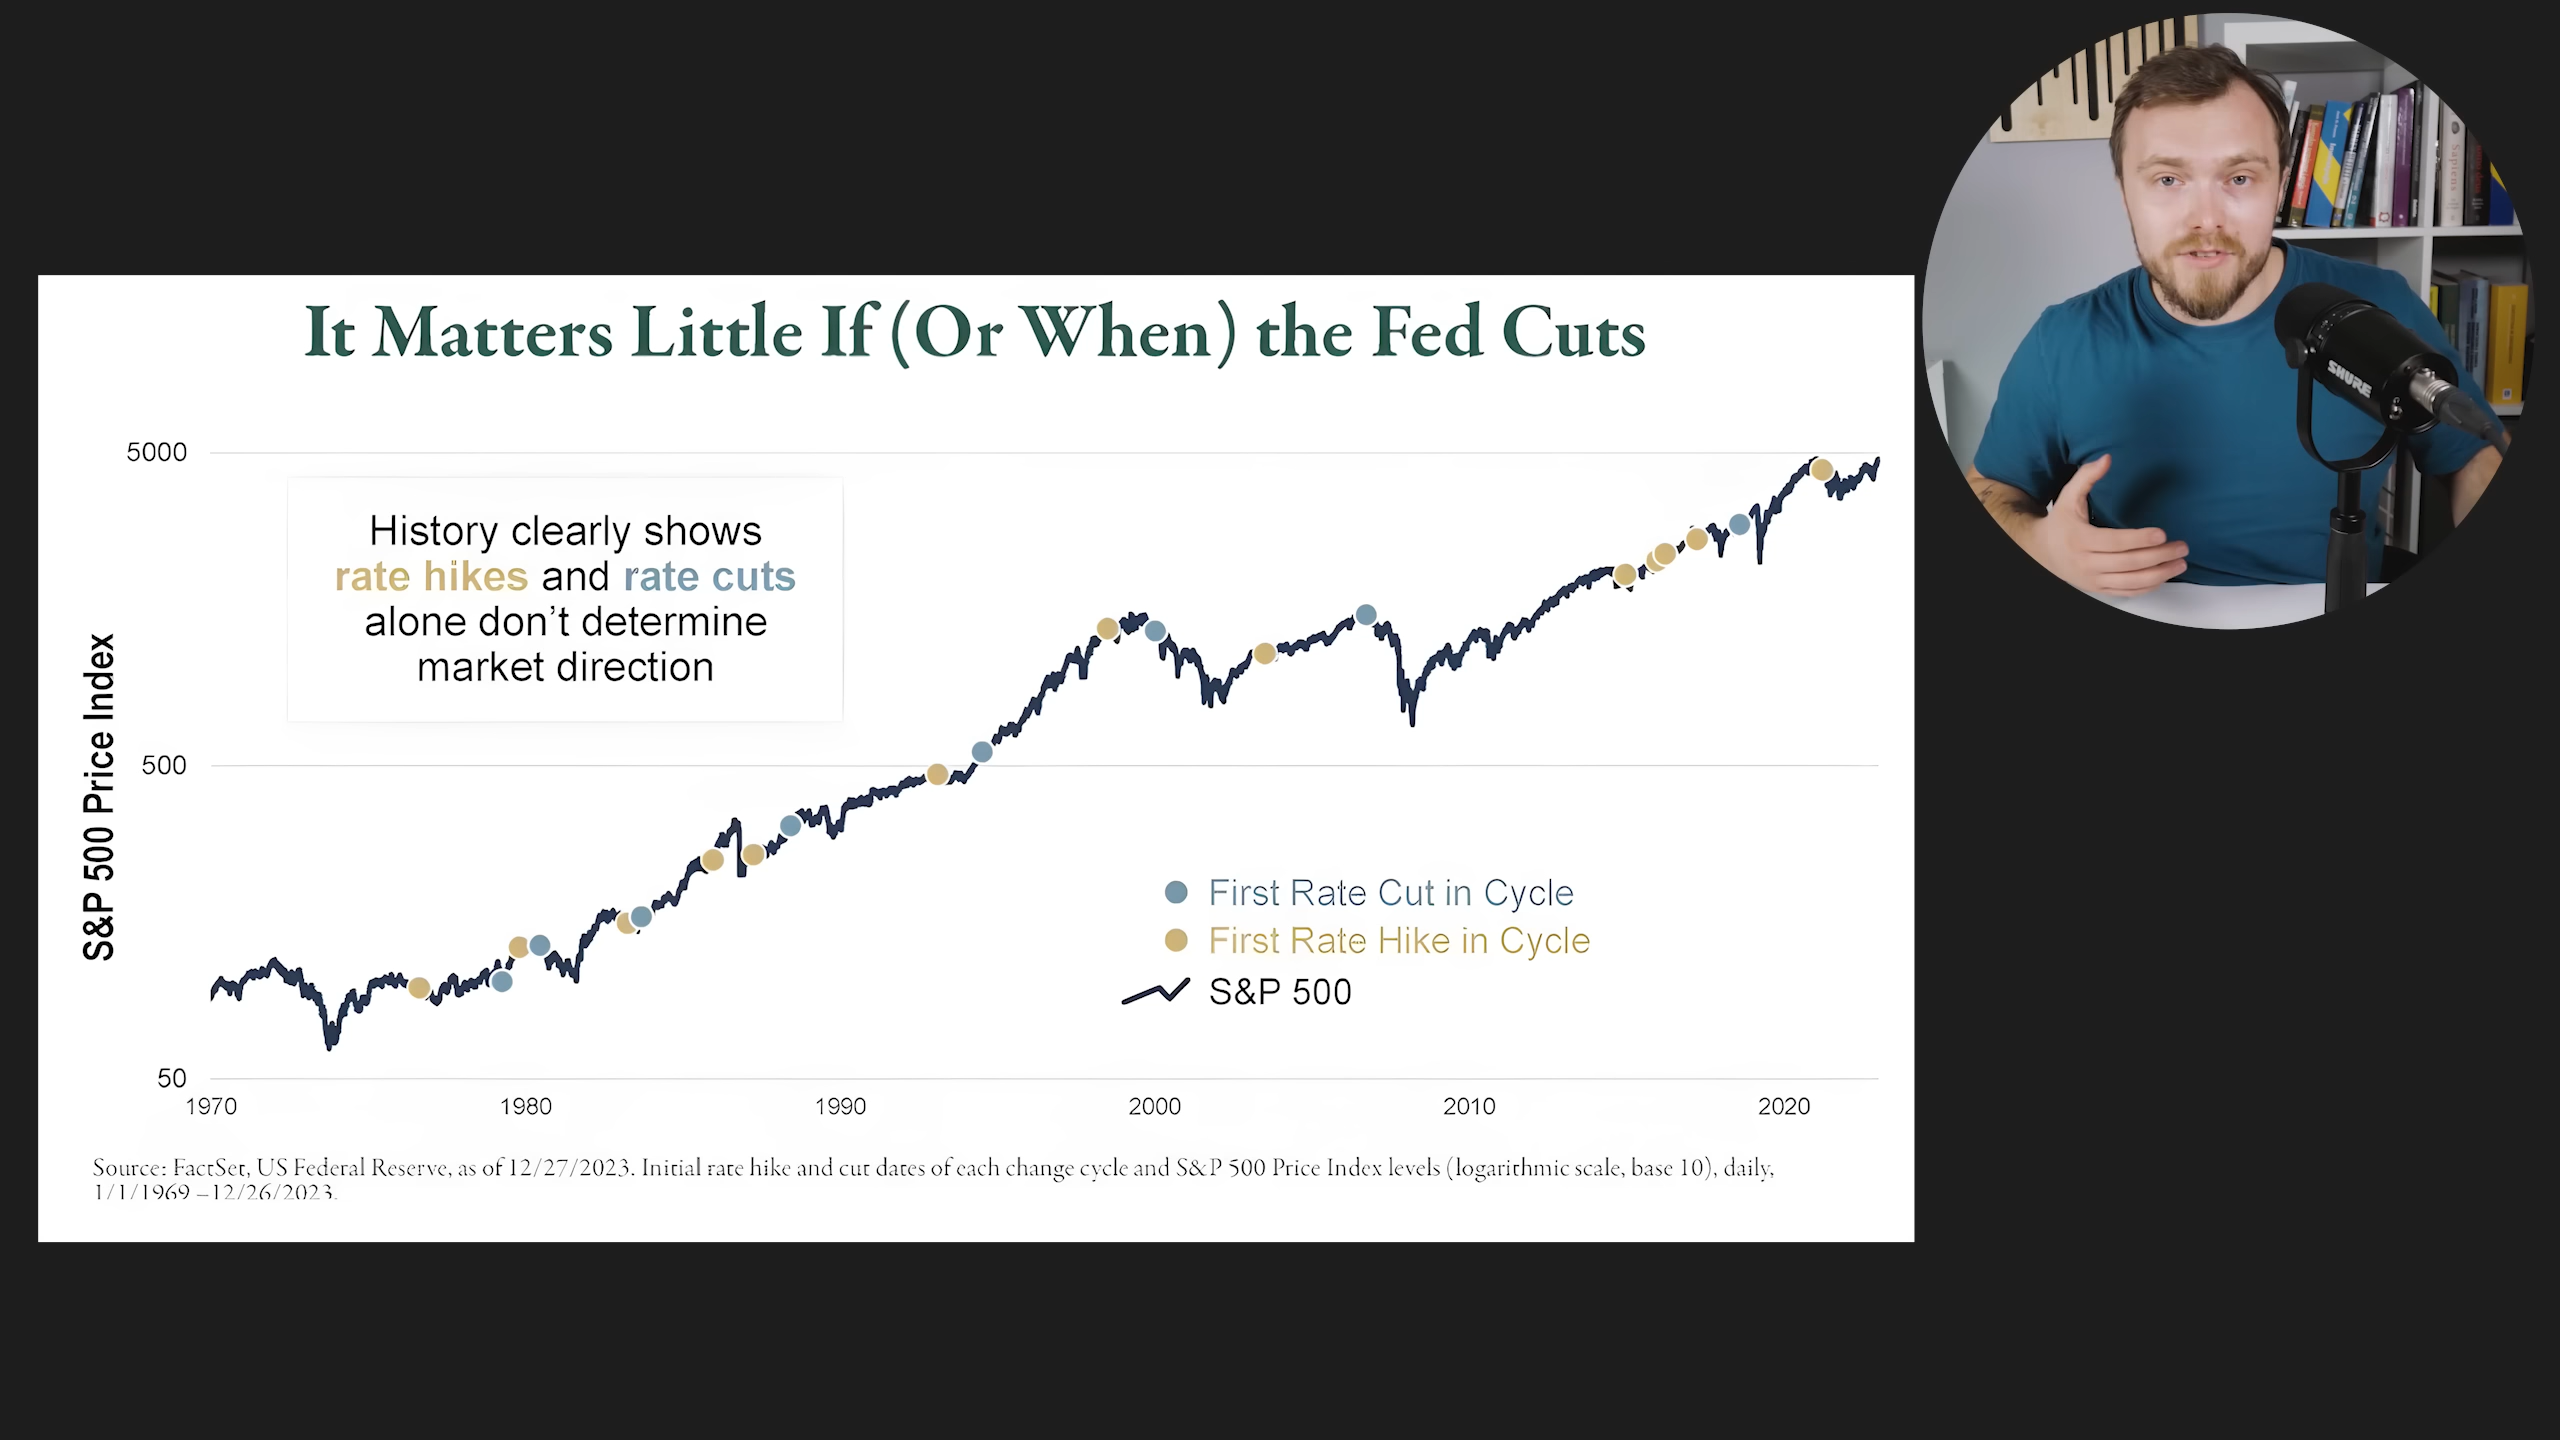 It Matters Little If (Or When) the Fed Cuts
5000
History clearly shows
rate hikes and rate cuts
alone don't determine
market direction
S&P 500 Price Index
500
First Rate Cut in Cycle
First Rate Hike in Cycle
S&P 500
50
1970 1980 1990 2000 2010 2020
Source: FactSet, US Federal Reserve, as of 12/27/2023. Initial rate hike and cut dates of each change cycle and S&P 500 Price Index levels (logarithmic scale, base 10), daily,
1/1/1969 –12/26/2023.
SHURE
Sapiens